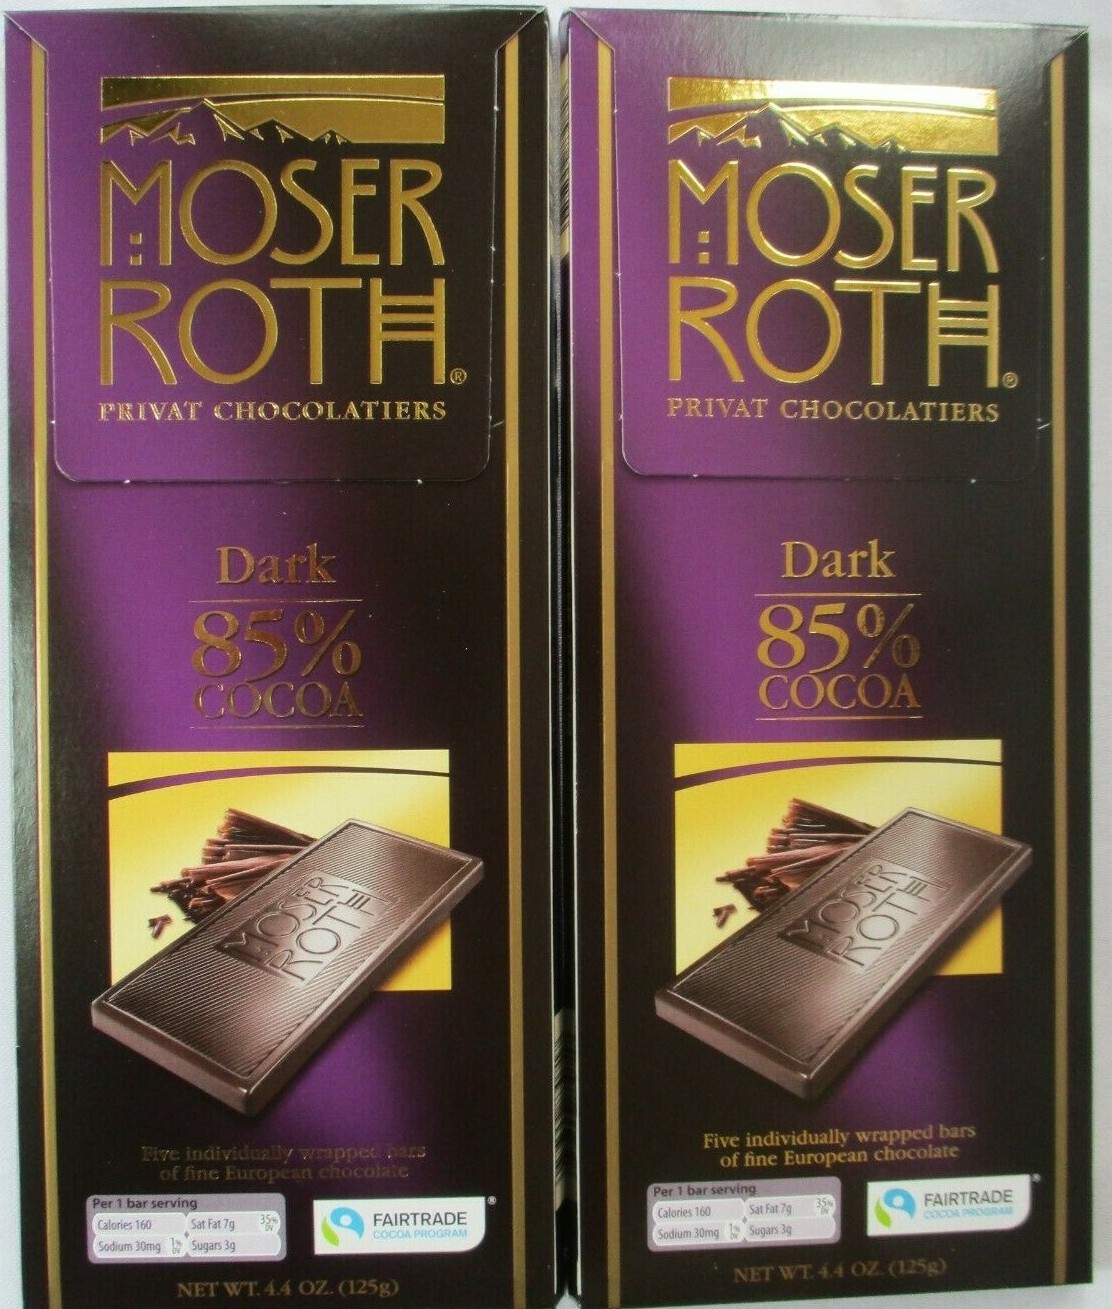 MOSER
ROTH®
PRIVAT CHOCOLATIERS
Dark
85%
COCOA
MOSER
ROTH
Five individually wrapped bars
of fine European chocolate
Per 1 bar serving
Calories 160 Sat Fat 7g 35% DV
Sodium 30mg 1% DV Sugars 3g
FAIRTRADE ®
COCOA PROGRAM
NET WT. 4.4 OZ. (125g)
MOSER
ROTH®
PRIVAT CHOCOLATIERS
Dark
85%
COCOA
MOSER
ROTH
Five individually wrapped bars
of fine European chocolate
Per 1 bar serving
Calories 160 Sat Fat 7g 35% DV
Sodium 30mg 1% DV Sugars 3g
FAIRTRADE ®
COCOA PROGRAM
NET WT. 4.4 OZ. (125g)